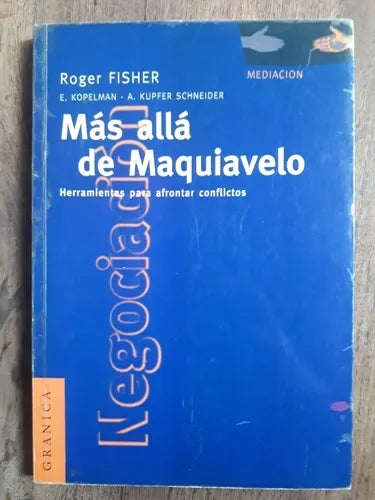 Roger FISHER
MEDIACION
E. KOPELMAN · A. KUPFER SCHNEIDER
Más allá
de Maquiavelo
Herramientas para afrontar conflictos
Negociación
GRANICA